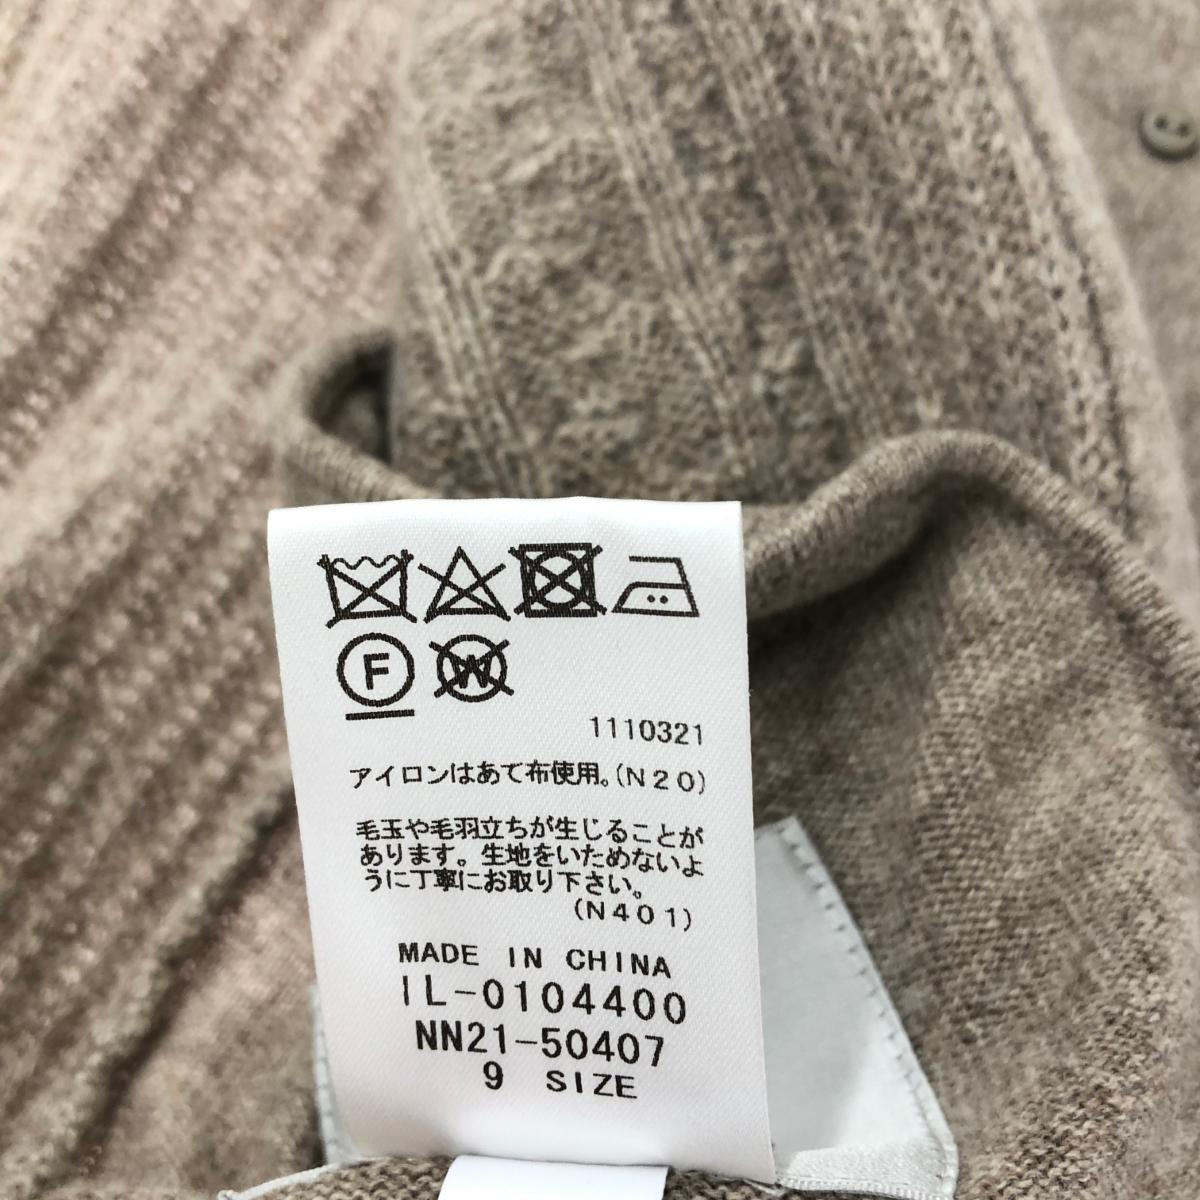 F W
1110321
アイロンはあて布使用。(N20)
毛玉や毛羽立ちが生じることが
あります。生地をいためないよ
うに丁寧にお取り下さい。
(N401)
MADE IN CHINA
IL-0104400
NN21-50407
9 SIZE